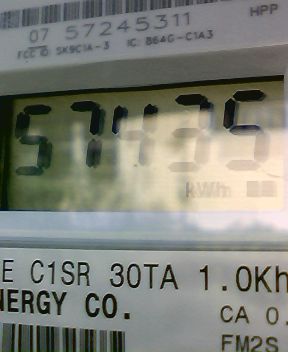 HPP
07 57245311
FCC ID SK9C1A-3 IC: 864G-C1A3
57435
kWh
E C1SR 30TA 1.0Kh
NERGY CO.
CA 0.
FM2S